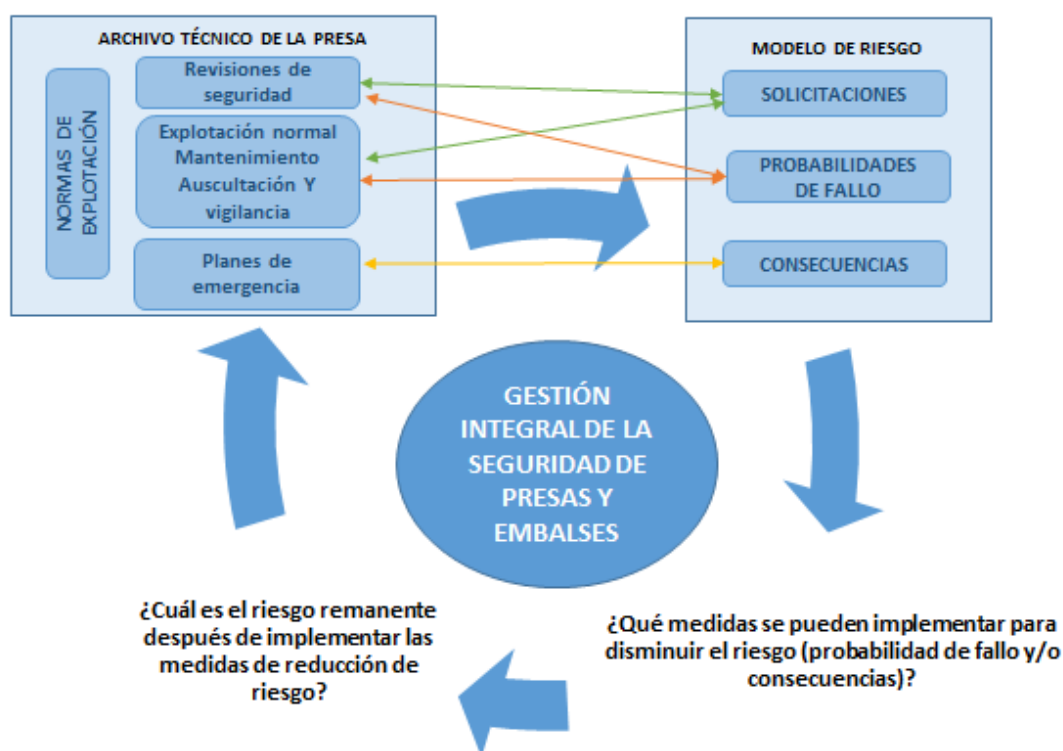 ARCHIVO TÉCNICO DE LA PRESA
NORMAS DE
EXPLOTACIÓN
Revisiones de
seguridad
Explotación normal
Mantenimiento
Auscultación Y
vigilancia
Planes de
emergencia
MODELO DE RIESGO
SOLICITACIONES
PROBABILIDADES
DE FALLO
CONSECUENCIAS
GESTIÓN
INTEGRAL DE LA
SEGURIDAD DE
PRESAS Y
EMBALSES
¿Qué medidas se pueden implementar para
disminuir el riesgo (probabilidad de fallo y/o
consecuencias)?
¿Cuál es el riesgo remanente
después de implementar las
medidas de reducción de
riesgo?